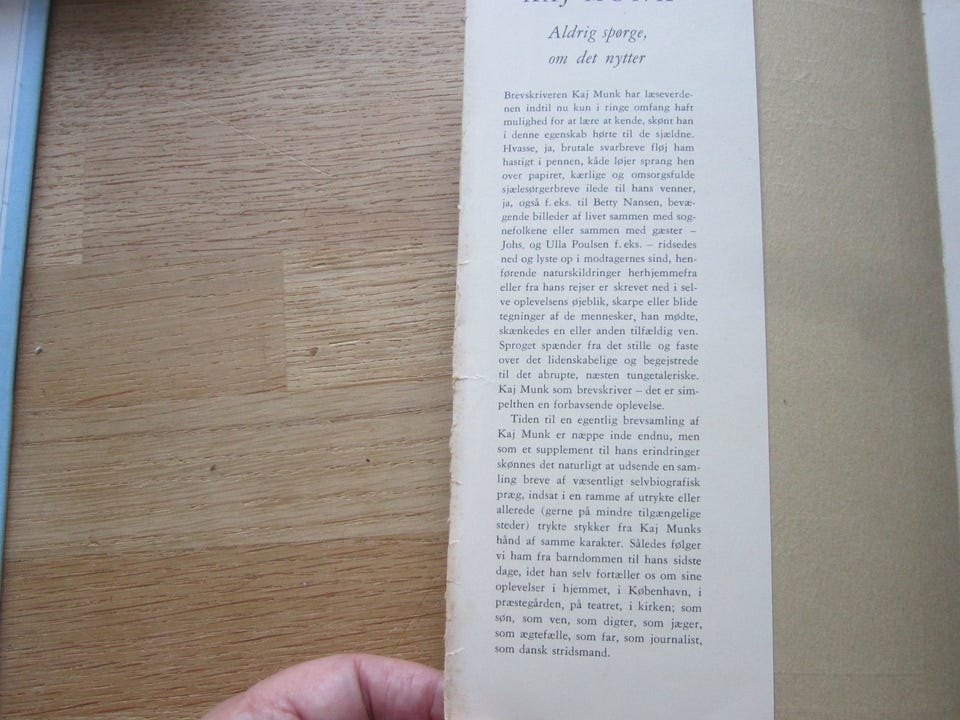 KAJ MUNK
Aldrig spørge,
om det nytter
Brevskriveren Kaj Munk har læseverde-
nen indtil nu kun i ringe omfang haft
mulighed for at lære at kende, skønt han
i denne egenskab hørte til de sjældne.
Hvasse, ja, brutale svarbreve fløj ham
hastigt i pennen, kåde løjer sprang hen
over papiret, kærlige og omsorgsfulde
sjælesørgerbreve ilede til hans venner,
ja, også f. eks. til Betty Nansen, bevæ-
gende billeder af livet sammen med sog-
nefolkene eller sammen med gæster –
Johs. og Ulla Poulsen f. eks. – ridsedes
ned og lyste op i modtagernes sind, hen-
førende naturskildringer herhjemmefra
eller fra hans rejser er skrevet ned i sel-
ve oplevelsens øjeblik, skarpe eller blide
tegninger af de mennesker, han mødte,
skænkedes en eller anden tilfældig ven.
Sproget spænder fra det stille og faste
over det lidenskabelige og begejstrede
til det abrupte, næsten tungetaleriske.
Kaj Munk som brevskriver – det er sim-
pelthen en forbavsende oplevelse.
Tiden til en egentlig brevsamling af
Kaj Munk er næppe inde endnu, men
som et supplement til hans erindringer
skønnes det naturligt at udsende en sam-
ling breve af væsentligt selvbiografisk
præg, indsat i en ramme af utrykte eller
allerede (gerne på mindre tilgængelige
steder) trykte stykker fra Kaj Munks
hånd af samme karakter. Således følger
vi ham fra barndommen til hans sidste
dage, idet han selv fortæller os om sine
oplevelser i hjemmet, i København, i
præstegården, på teatret, i kirken; som
søn, som ven, som digter, som jæger,
som ægtefælle, som far, som journalist,
som dansk stridsmand.